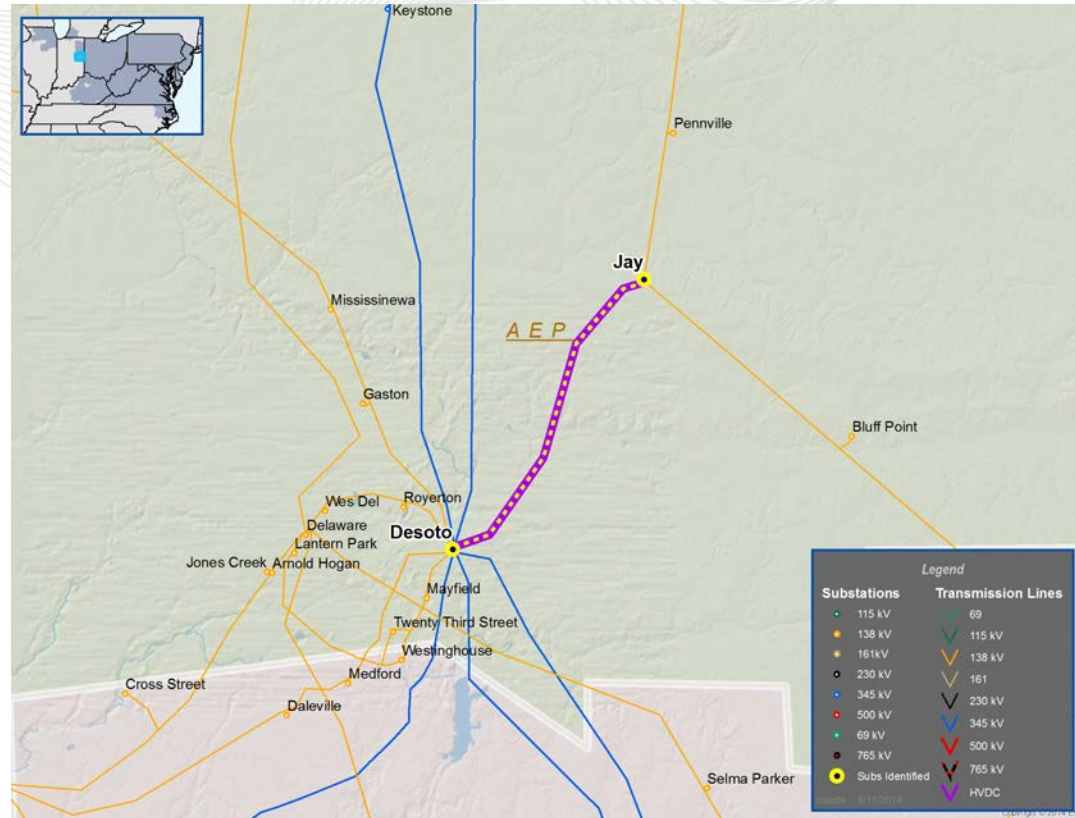 Keystone
Pennville
Jay
Mississinewa
A E P
Gaston
Bluff Point
Wes Del
Royerton
Delaware
Desoto
Lantern Park
Jones Creek
Arnold Hogan
Mayfield
Twenty Third Street
Westinghouse
Medford
Cross Street
Daleville
Selma Parker
Legend
Substations
115 kV
138 kV
161kV
230 kV
345 kV
500 kV
69 kV
765 kV
Subs Identified
Transmission Lines
69
115 kV
138 kV
161
230 kV
345 kV
500 kV
765 kV
HVDC
6/11/2014